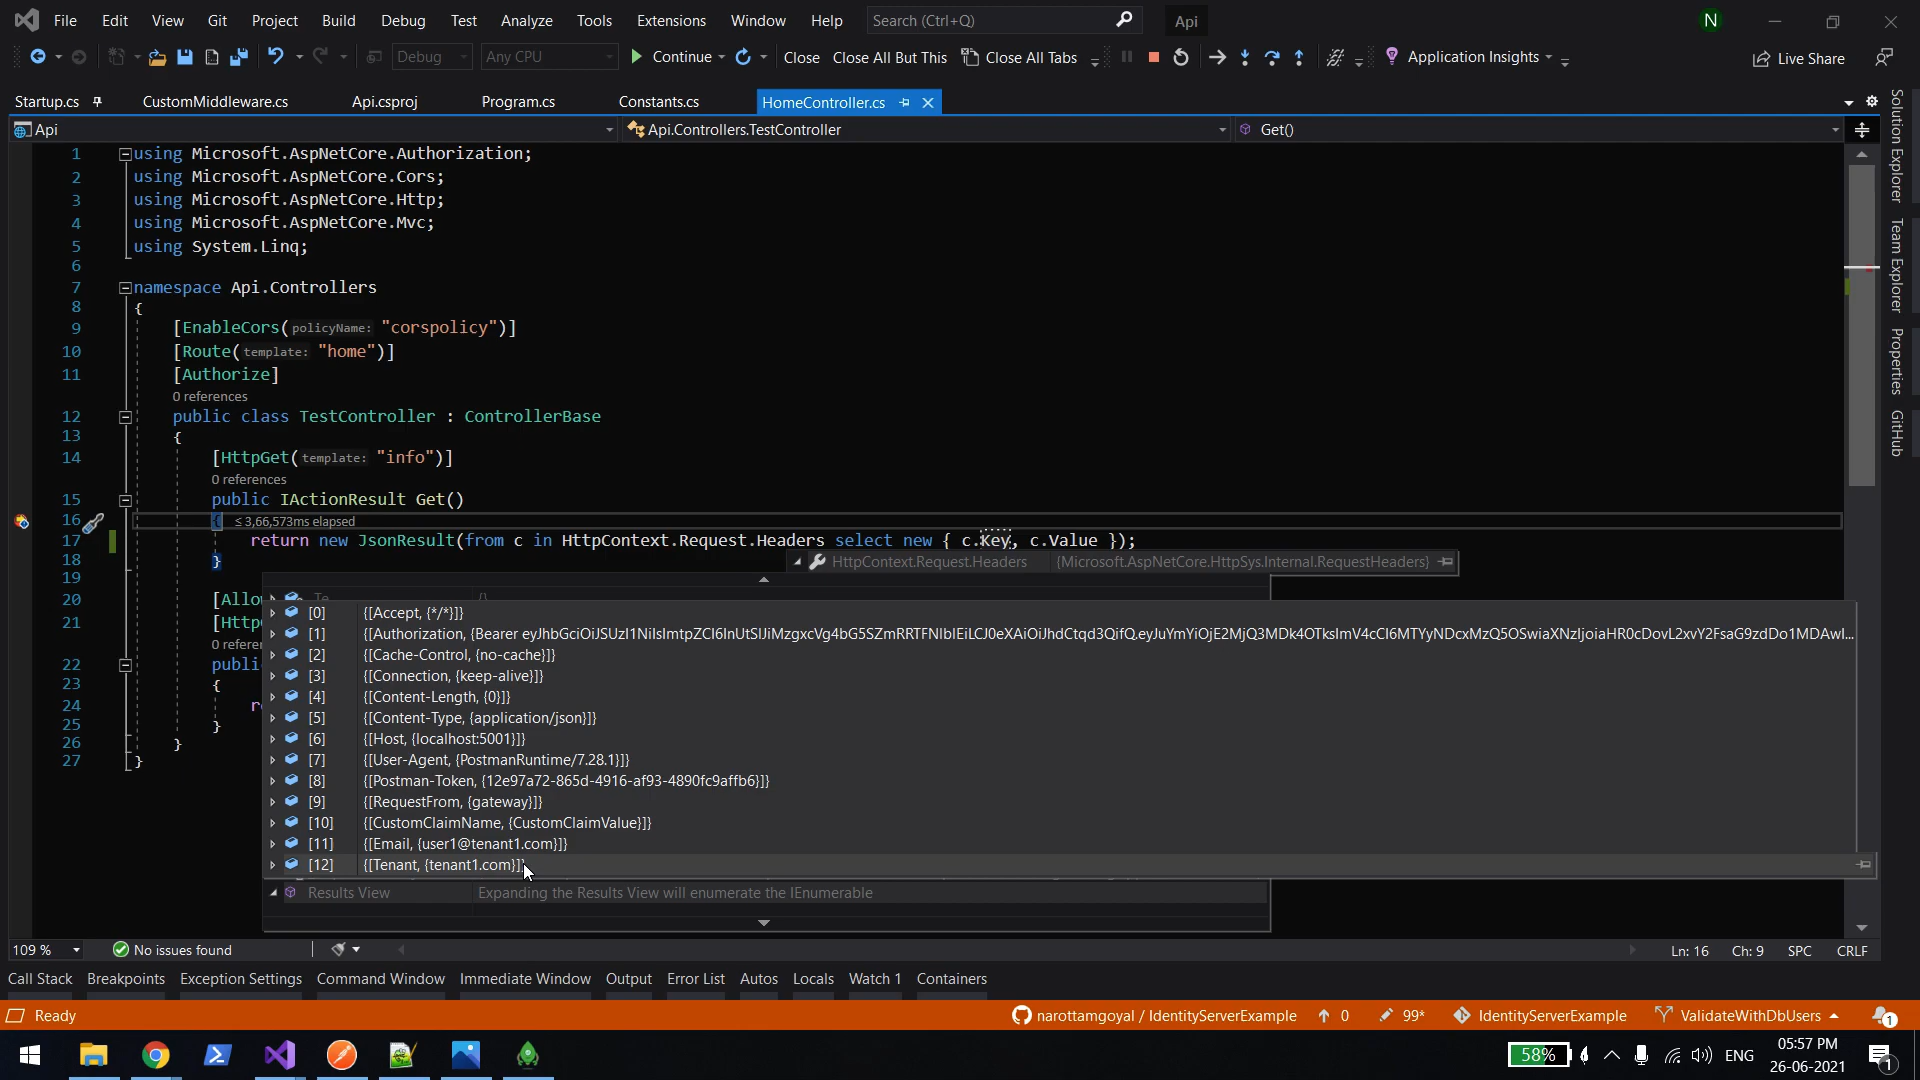 File Edit View Git Project Build Debug Test Analyze Tools Extensions Window Help Search (Ctrl+Q) Api N
Debug Any CPU Continue Close Close All But This Close All Tabs Application Insights Live Share
Startup.cs CustomMiddleware.cs Api.csproj Program.cs Constants.cs HomeController.cs
Api Api.Controllers.TestController Get()
1 using Microsoft.AspNetCore.Authorization;
2 using Microsoft.AspNetCore.Cors;
3 using Microsoft.AspNetCore.Http;
4 using Microsoft.AspNetCore.Mvc;
5 using System.Linq;
6
7 namespace Api.Controllers
8 {
9 [EnableCors(policyName: "corspolicy")]
10 [Route(template: "home")]
11 [Authorize]
0 references
12 public class TestController : ControllerBase
13 {
14 [HttpGet(template: "info")]
0 references
15 public IActionResult Get()
16 { ≤ 3,66,573ms elapsed
17 return new JsonResult(from c in HttpContext.Request.Headers select new { c.Key, c.Value });
18 }
HttpContext.Request.Headers {Microsoft.AspNetCore.HttpSys.Internal.RequestHeaders}
19
20 [Allo
21 [Http
0 refere
22 publi
23 {
24 re
25 }
26 }
27 }
[0] {[Accept, {*/*}]}
[1] {[Authorization, {Bearer
[2] {[Cache-Control, {no-cache}]}
[3] {[Connection, {keep-alive}]}
[4] {[Content-Length, {0}]}
[5] {[Content-Type, {application/json}]}
[6] {[Host, {localhost:5001}]}
[7] {[User-Agent, {PostmanRuntime/7.28.1}]}
[8] {[Postman-Token, {12e97a72-865d-4916-af93-4890fc9affb6}]}
[9] {[RequestFrom, {gateway}]}
[10] {[CustomClaimName, {CustomClaimValue}]}
[11] {[Email, {user1@tenant1.com}]}
[12] {[Tenant, {tenant1.com}]}
Results View Expanding the Results View will enumerate the IEnumerable
Solution Explorer
Team Explorer
Properties
GitHub
109 % No issues found Ln: 16 Ch: 9 SPC CRLF
Call Stack Breakpoints Exception Settings Command Window Immediate Window Output Error List Autos Locals Watch 1 Containers
Ready narottamgoyal / IdentityServerExample 0 99* IdentityServerExample ValidateWithDbUsers 1
58% ENG 05:57 PM
26-06-2021 1